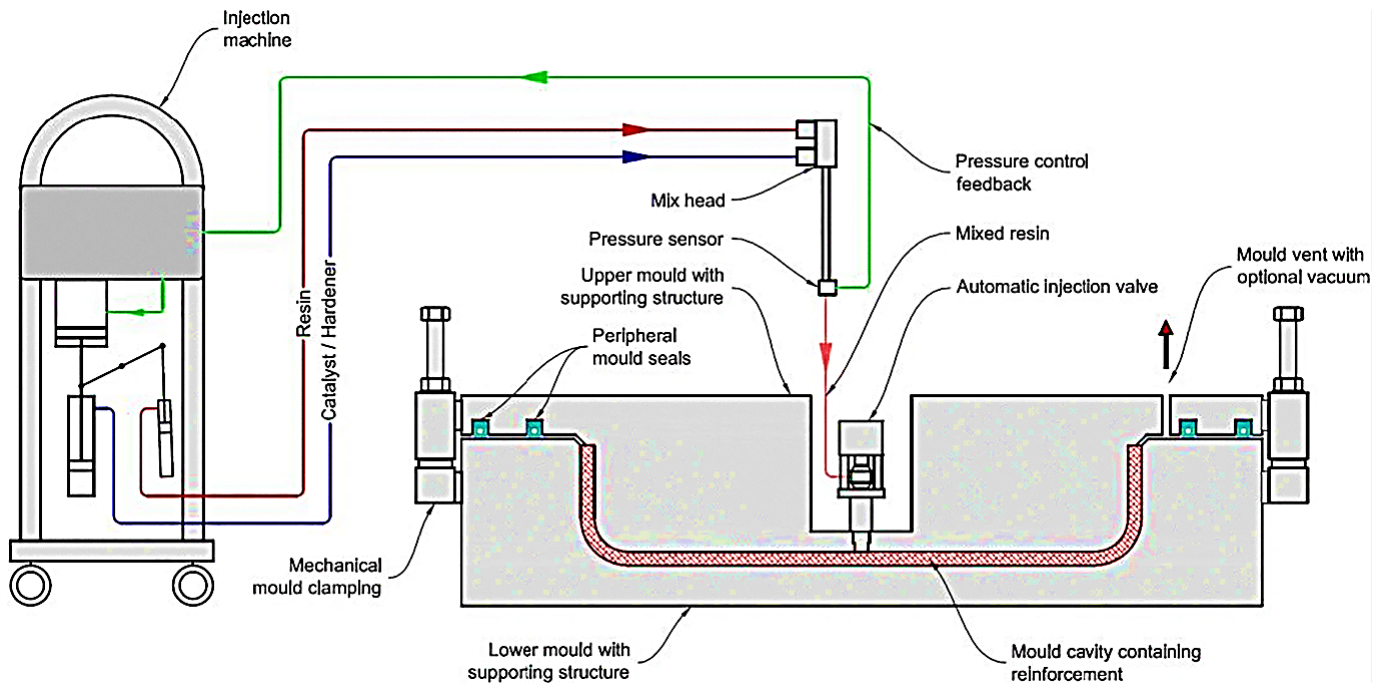 Injection
machine
Pressure control
feedback
Mix head
Pressure sensor
Mixed resin
Mould vent with
optional vacuum
Upper mould with
supporting structure
Automatic injection valve
Resin
Catalyst / Hardener
Peripheral
mould seals
Mechanical
mould clamping
Lower mould with
supporting structure
Mould cavity containing
reinforcement